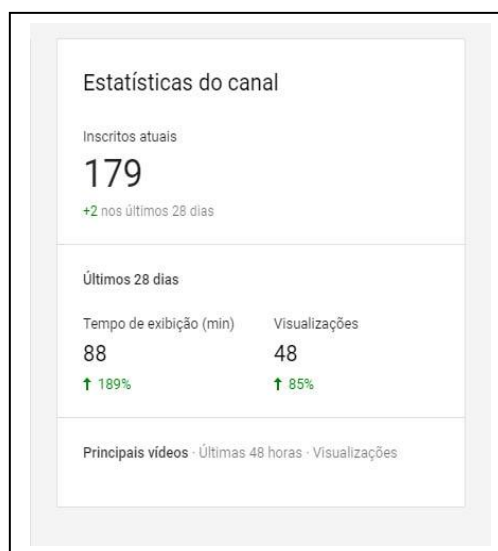 Estatísticas do canal
Inscritos atuais
179
+2 nos últimos 28 dias
Últimos 28 dias
Tempo de exibição (min) Visualizações
88 48
↑ 189% ↑ 85%
Principais vídeos · Últimas 48 horas · Visualizações